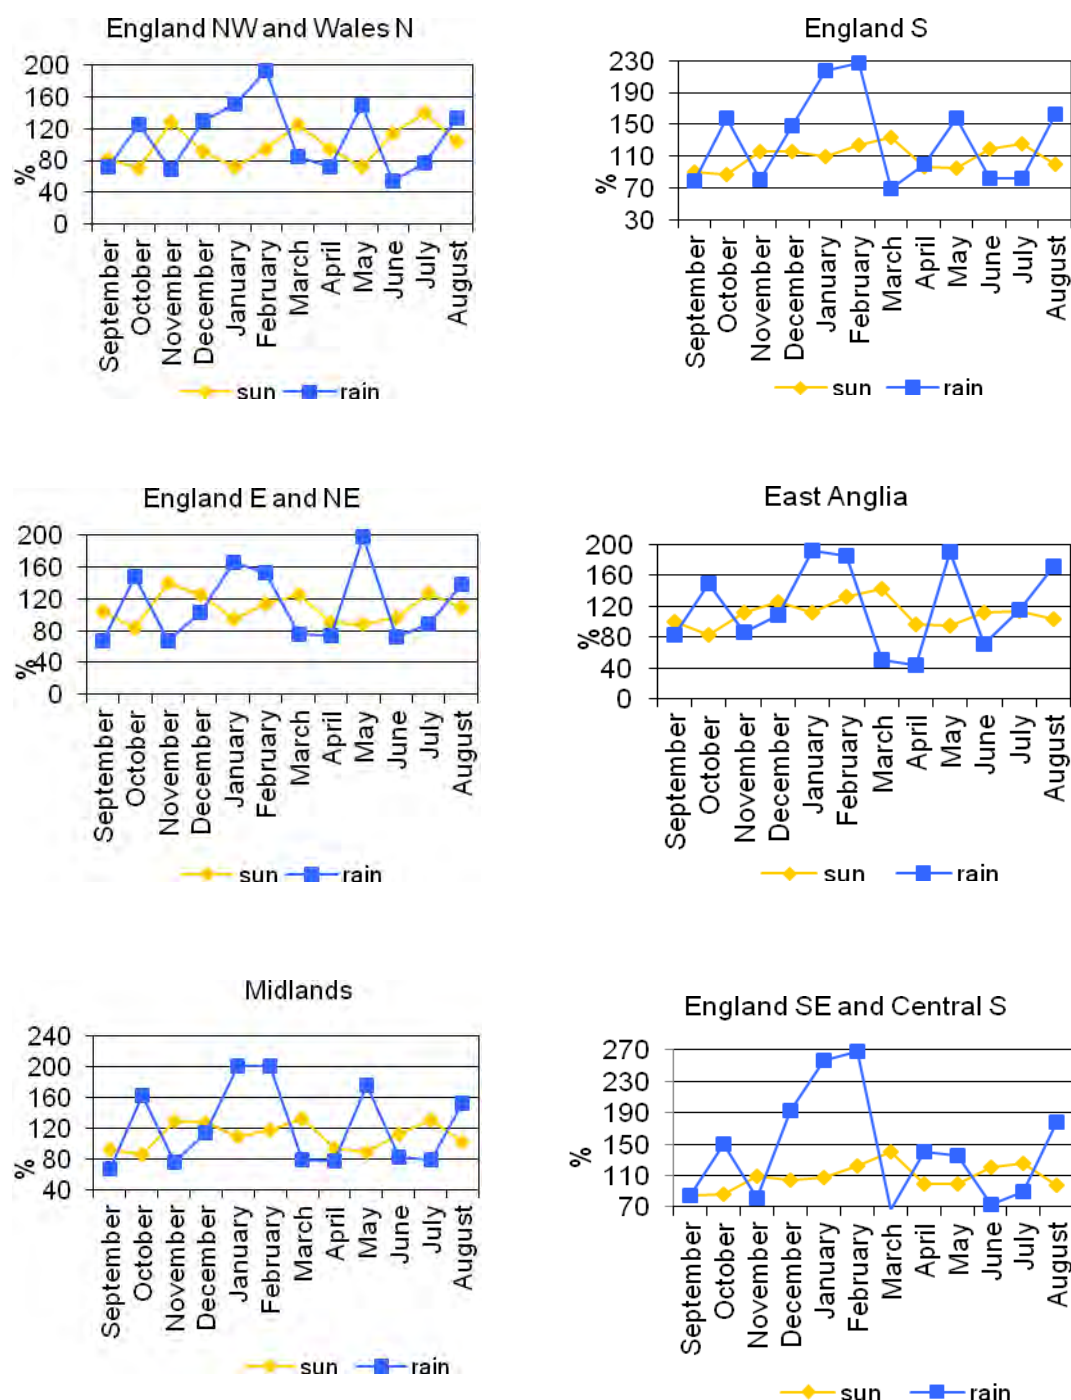 England NW and Wales N
200
160
120
80
40
0
%
September
October
November
December
January
February
March
April
May
June
July
August
sun rain
England S
230
190
150
110
70
30
%
September
October
November
December
January
February
March
April
May
June
July
August
sun rain
England E and NE
200
160
120
80
40
0
%
September
October
November
December
January
February
March
April
May
June
July
August
sun rain
East Anglia
200
160
120
80
40
0
%
September
October
November
December
January
February
March
April
May
June
July
August
sun rain
Midlands
240
200
160
120
80
40
%
September
October
November
December
January
February
March
April
May
June
July
August
sun rain
England SE and Central S
270
230
190
150
110
70
%
September
October
November
December
January
February
March
April
May
June
July
August
sun rain